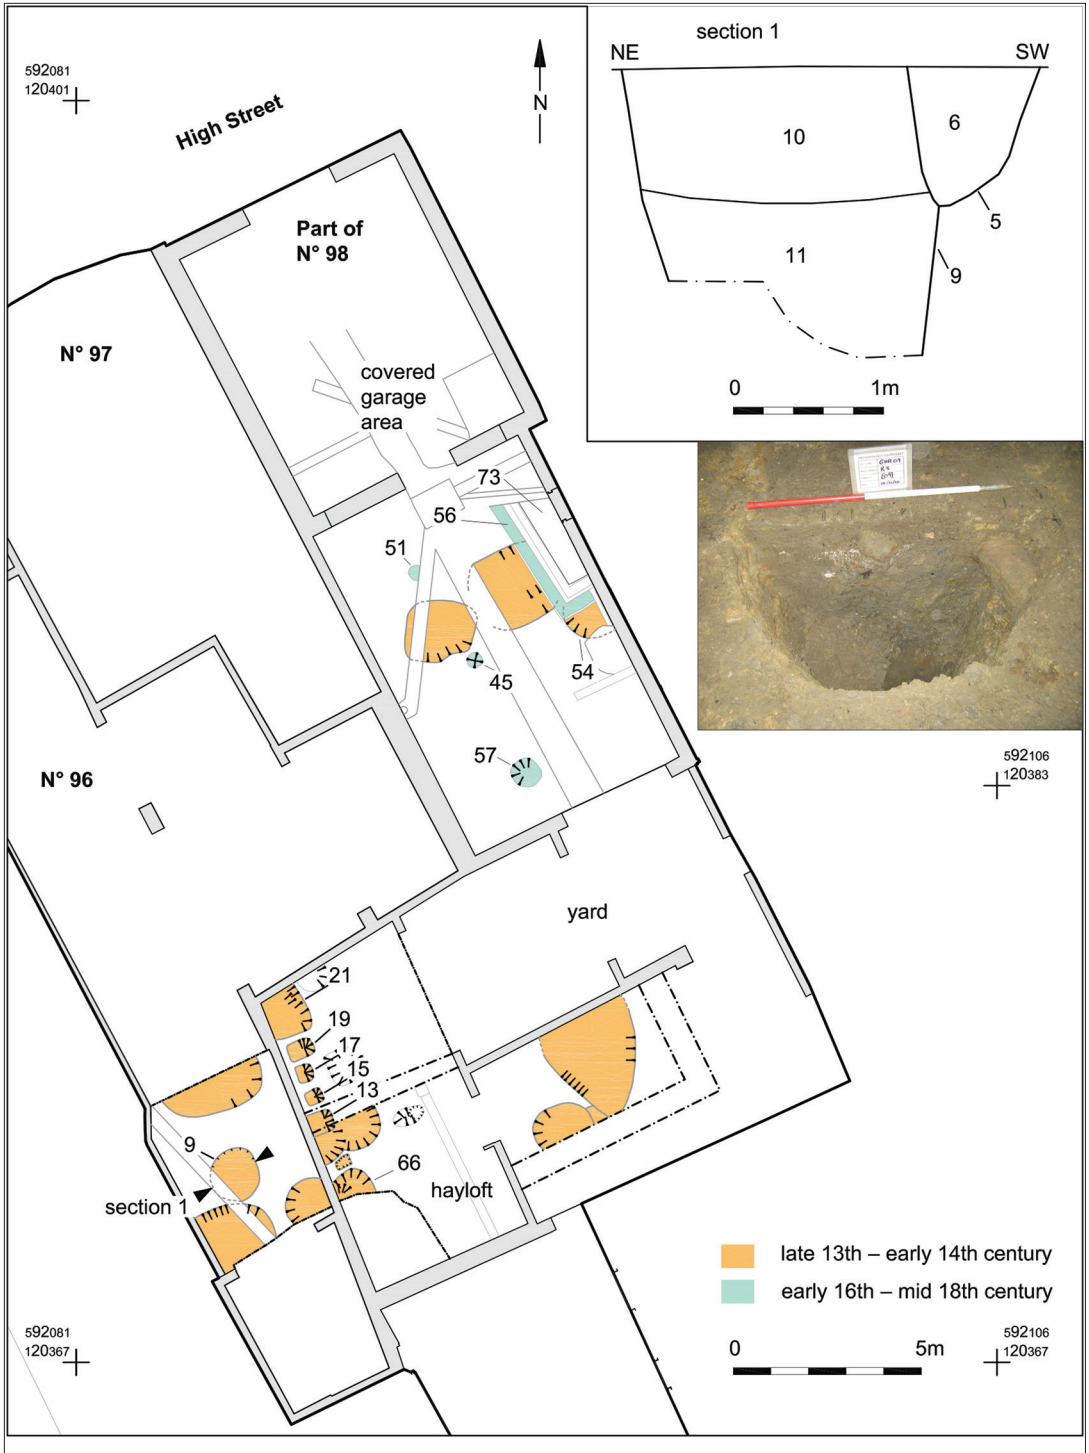 section 1
NE
SW
10
6
5
11
9
0 1m
592081
120401
N
High Street
Part of
N° 98
N° 97
covered
garage
area
73
56
51
54
45
57
N° 96
592106
120383
yard
21
19
17
15
13
9
66
section 1
hayloft
late 13th – early 14th century
early 16th – mid 18th century
0 5m
592081
120367
592106
120367